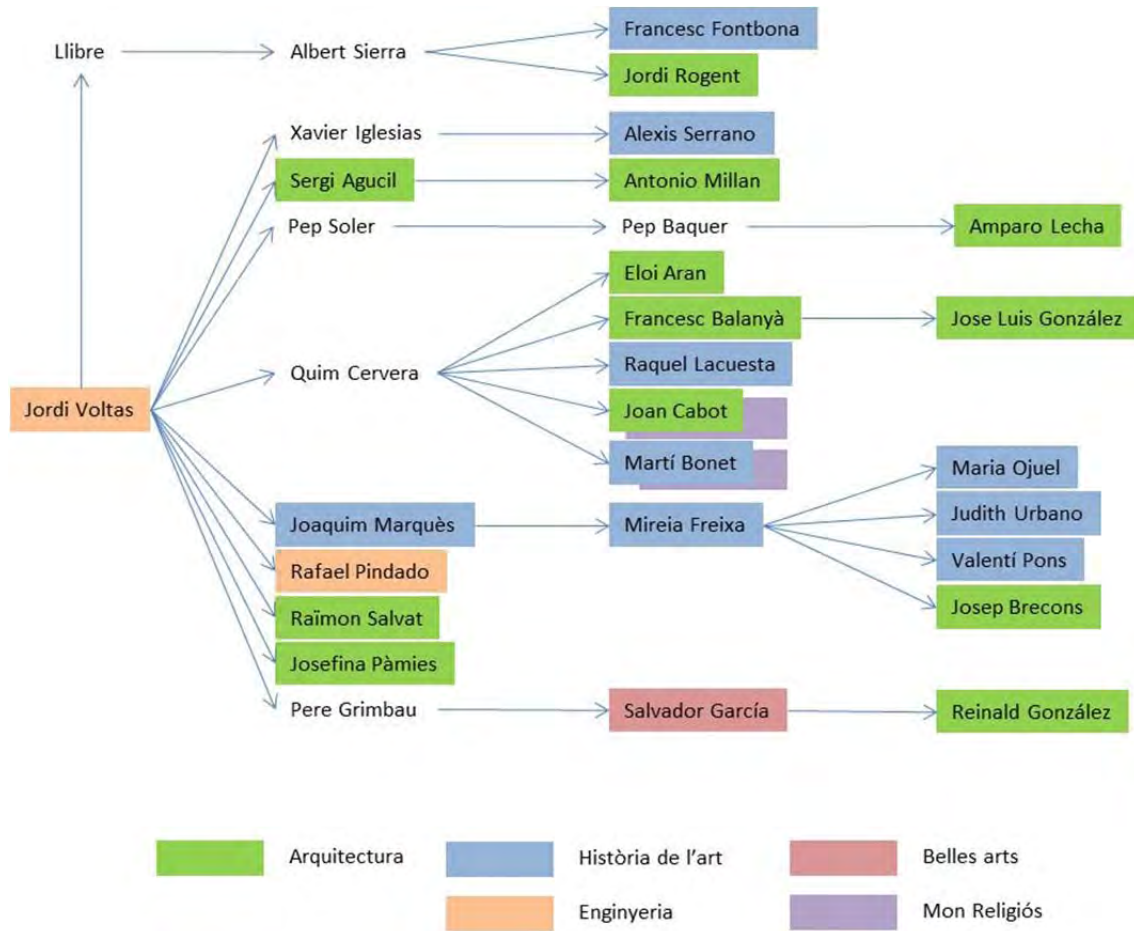 Llibre
Albert Sierra
Francesc Fontbona
Jordi Rogent
Xavier Iglesias
Alexis Serrano
Sergi Agucil
Antonio Millan
Pep Soler
Pep Baquer
Amparo Lecha
Eloi Aran
Francesc Balanyà
Jose Luis González
Quim Cervera
Raquel Lacuesta
Jordi Voltas
Joan Cabot
Martí Bonet
Maria Ojuel
Joaquim Marquès
Mireia Freixa
Judith Urbano
Valentí Pons
Rafael Pindado
Josep Brecons
Raïmon Salvat
Josefina Pàmies
Pere Grimbau
Salvador García
Reinald González
Arquitectura
Història de l’art
Belles arts
Enginyeria
Mon Religiós